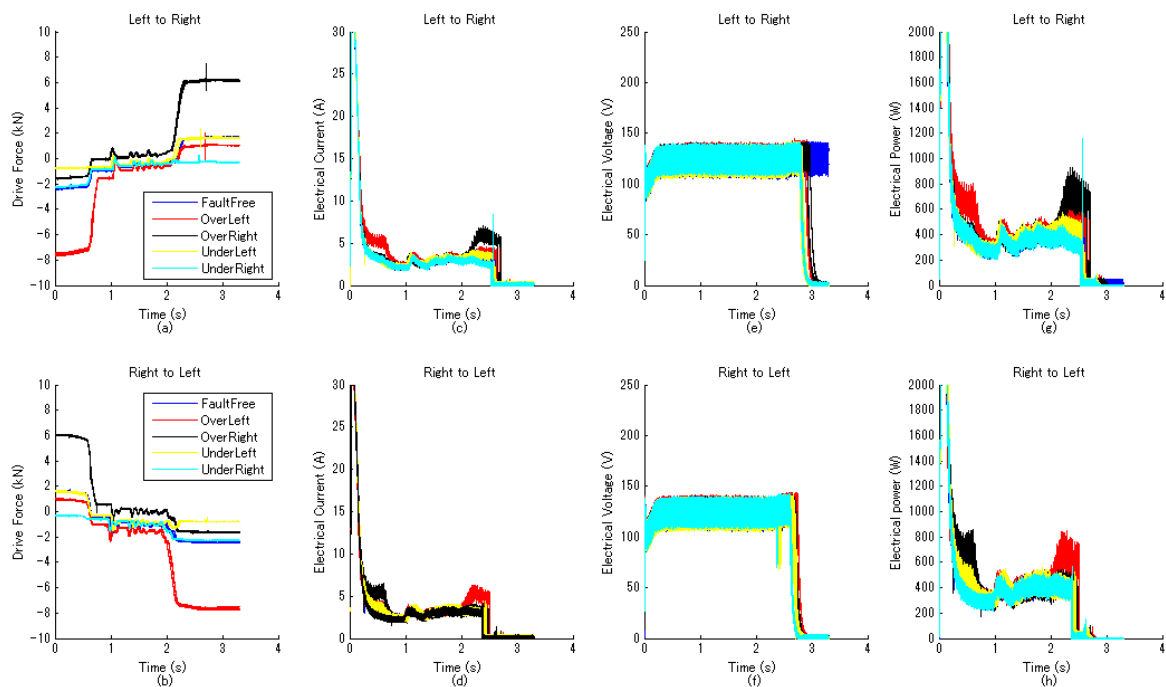 Left to Right
Drive Force (kN)
10
8
6
4
2
0
-2
-4
-6
-8
-10
FaultFree
OverLeft
OverRight
UnderLeft
UnderRight
0 1 2 3 4
Time (s)
(a)
Left to Right
Electrical Current (A)
30
25
20
15
10
5
0
0 1 2 3 4
Time (s)
(c)
Left to Right
Electrical Voltage (V)
250
200
150
100
50
0
0 1 2 3 4
Time (s)
(e)
Left to Right
Electrical Power (W)
2000
1800
1600
1400
1200
1000
800
600
400
200
0
0 1 2 3 4
Time (s)
(g)
Right to Left
Drive Force (kN)
10
8
6
4
2
0
-2
-4
-6
-8
-10
FaultFree
OverLeft
OverRight
UnderLeft
UnderRight
0 1 2 3 4
Time (s)
(b)
Right to Left
Electrical Current (A)
30
25
20
15
10
5
0
0 1 2 3 4
Time (s)
(d)
Right to Left
Electrical Voltage (V)
250
200
150
100
50
0
0 1 2 3 4
Time (s)
(f)
Right to Left
Electrical power (W)
2000
1800
1600
1400
1200
1000
800
600
400
200
0
0 1 2 3 4
Time (s)
(h)